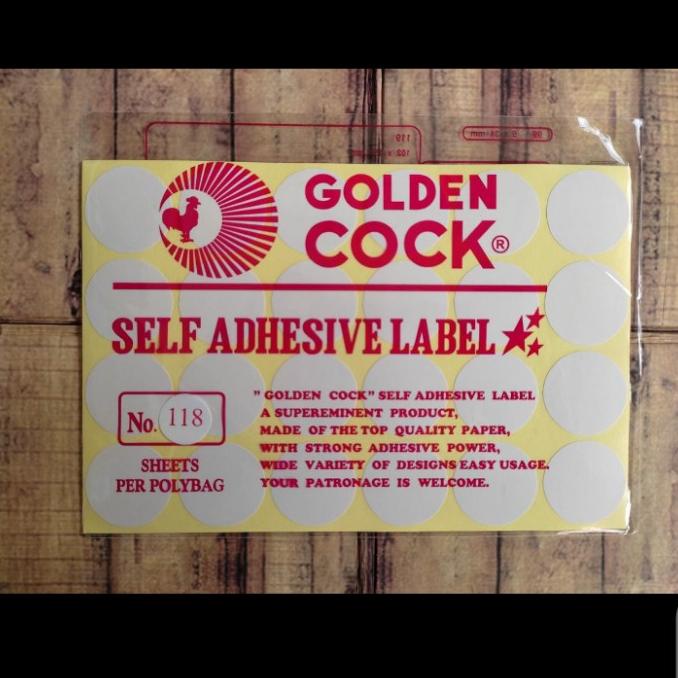 GOLDEN
COCK®
SELF ADHESIVE LABEL
No. 118
SHEETS
PER POLYBAG
" GOLDEN COCK" SELF ADHESIVE LABEL
A SUPEREMINENT PRODUCT,
MADE OF THE TOP QUALITY PAPER,
WITH STRONG ADHESIVE POWER,
WIDE VARIETY OF DESIGNS EASY USAGE.
YOUR PATRONAGE IS WELCOME.